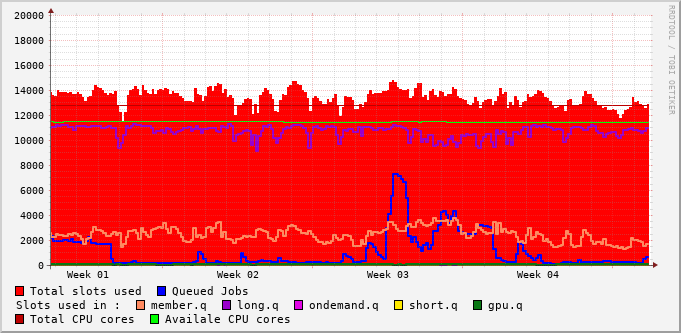 20000
18000
16000
14000
12000
10000
8000
6000
4000
2000
0
Week 01 Week 02 Week 03 Week 04
RRDTOOL / TOBI OETIKER
Total slots used Queued Jobs
Slots used in : member.q long.q ondemand.q short.q gpu.q
Total CPU cores Availale CPU cores